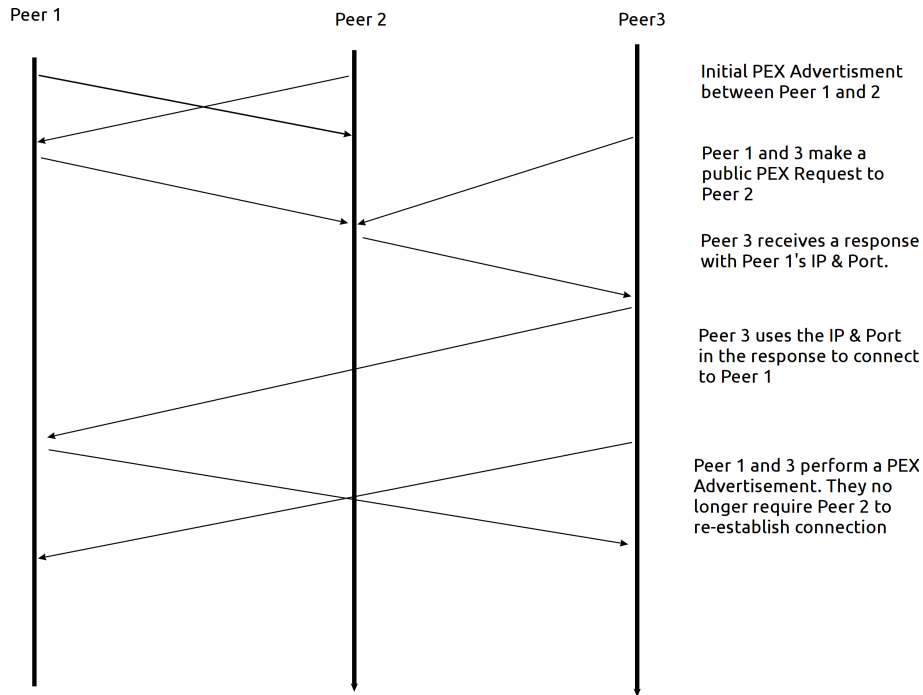 Peer 1
Peer 2
Peer3
Initial PEX Advertisment
between Peer 1 and 2
Peer 1 and 3 make a
public PEX Request to
Peer 2
Peer 3 receives a response
with Peer 1's IP & Port.
Peer 3 uses the IP & Port
in the response to connect
to Peer 1
Peer 1 and 3 perform a PEX
Advertisement. They no
longer require Peer 2 to
re-establish connection